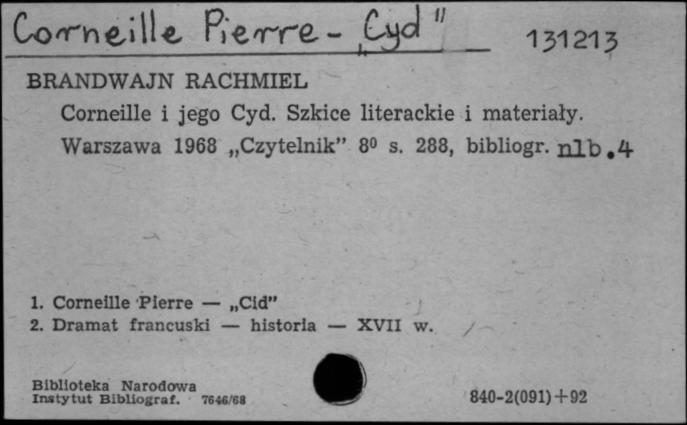 Corneille Pierre - „Cyd"
131213
BRANDWAJN RACHMIEL
Corneille i jego Cyd. Szkice literackie i materiały.
Warszawa 1968 „Czytelnik” 8⁰ s. 288, bibliogr. nlb.4
1. Corneille Pierre — „Cid”
2. Dramat francuski — historia — XVII w.
Biblioteka Narodowa
Instytut Bibliograf. 7646/68
840-2(091)+92